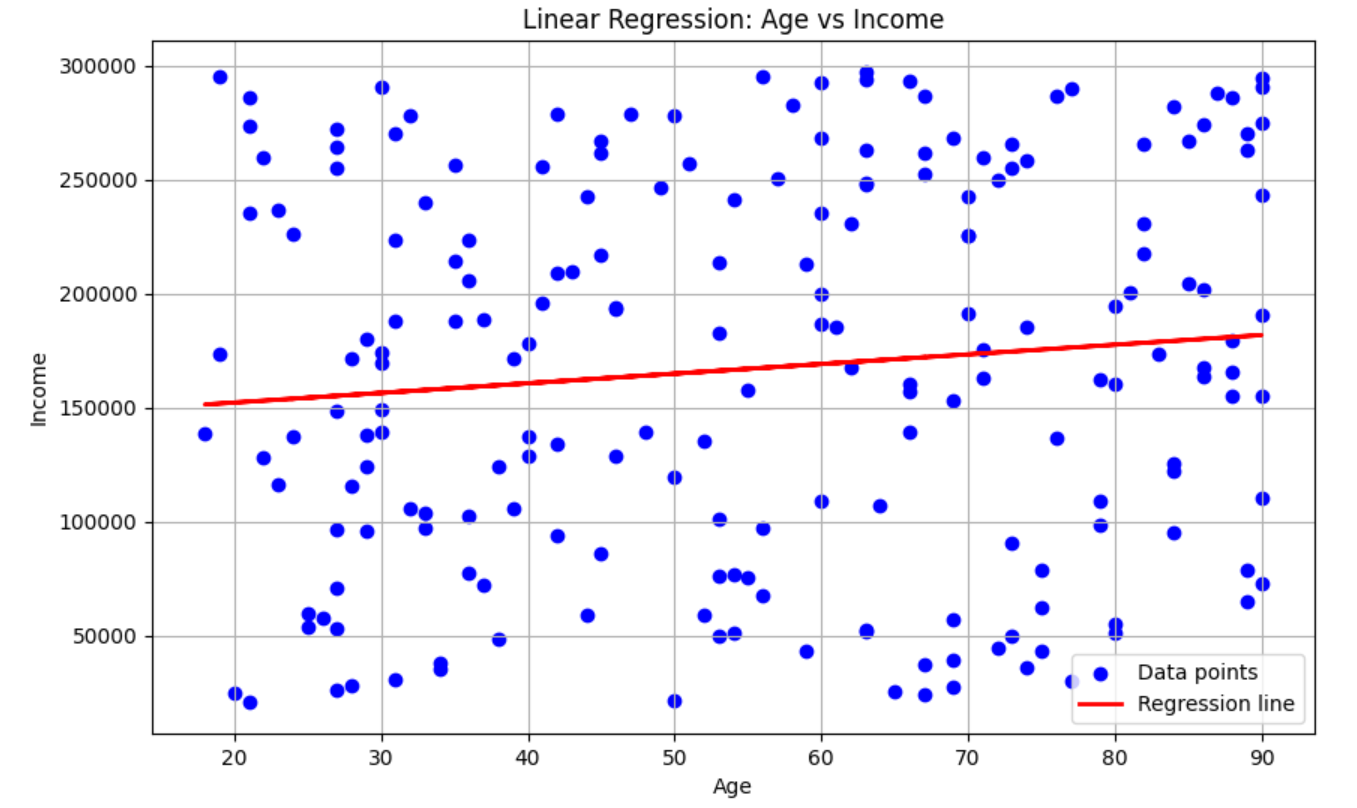 Linear Regression: Age vs Income
300000
250000
200000
150000
100000
50000
Income
20 30 40 50 60 70 80 90
Age
Data points
Regression line